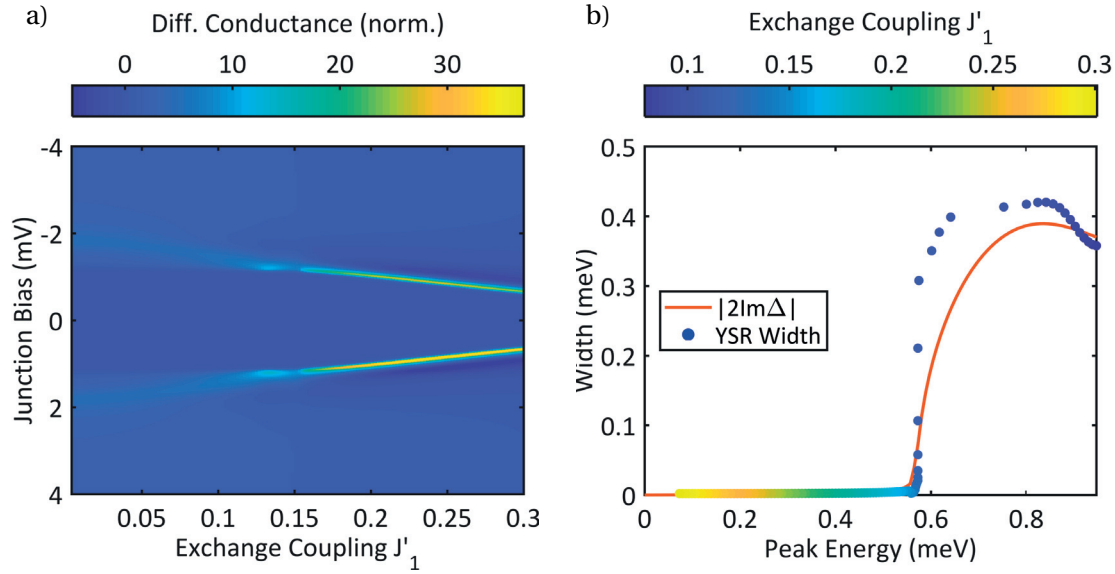 a)
Diff. Conductance (norm.)
0 10 20 30
-4
-2
0
2
4
Junction Bias (mV)
0.05 0.1 0.15 0.2 0.25 0.3
Exchange Coupling J'1
b)
Exchange Coupling J'1
0.1 0.15 0.2 0.25 0.3
0.5
0.4
0.3
0.2
0.1
0
Width (meV)
|2ImΔ|
YSR Width
0 0.2 0.4 0.6 0.8
Peak Energy (meV)